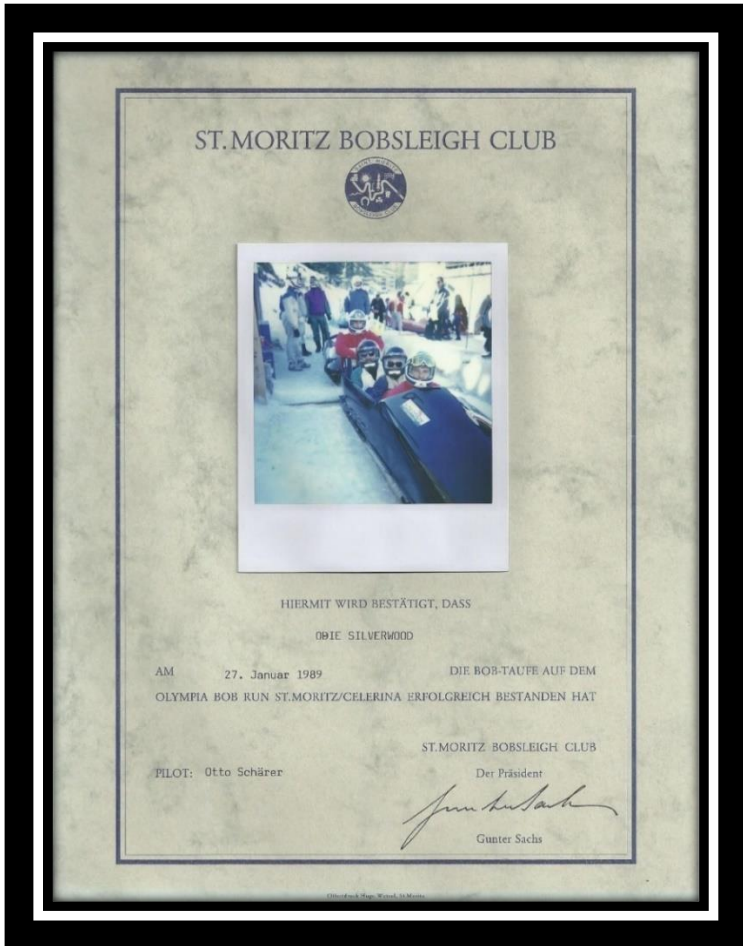 ST. MORITZ BOBSLEIGH CLUB
HIERMIT WIRD BESTÄTIGT, DASS
OBIE SILVERWOOD
AM 27. Januar 1989 DIE BOB-TAUFE AUF DEM
OLYMPIA BOB RUN ST.MORITZ/CELERINA ERFOLGREICH BESTANDEN HAT
ST.MORITZ BOBSLEIGH CLUB
PILOT: Otto Schärer Der Präsident
Gunter Sachs